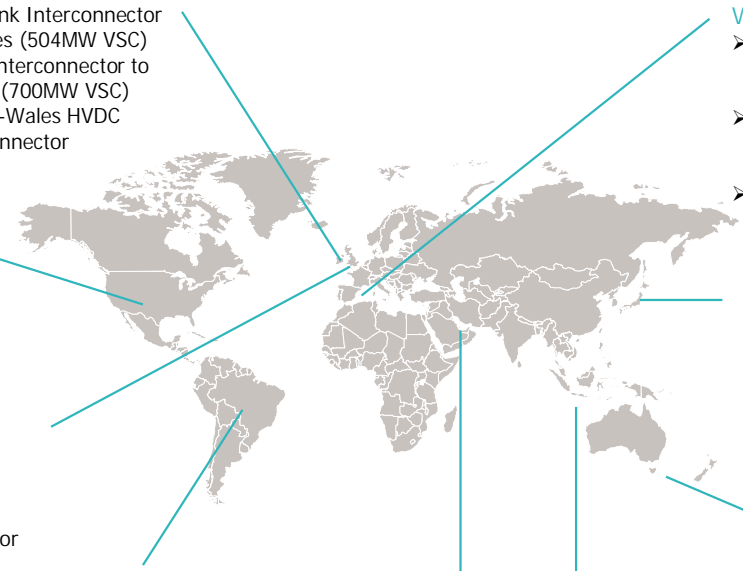 nk Interconnector
es (504MW VSC)
nterconnector to
(700MW VSC)
-Wales HVDC
nnector
V
➢
➢
➢
or